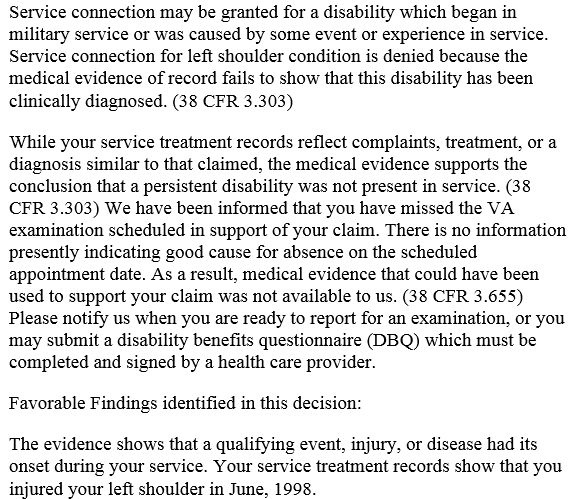 Service connection may be granted for a disability which began in
military service or was caused by some event or experience in service.
Service connection for left shoulder condition is denied because the
medical evidence of record fails to show that this disability has been
clinically diagnosed. (38 CFR 3.303)
While your service treatment records reflect complaints, treatment, or a
diagnosis similar to that claimed, the medical evidence supports the
conclusion that a persistent disability was not present in service. (38
CFR 3.303) We have been informed that you have missed the VA
examination scheduled in support of your claim. There is no information
presently indicating good cause for absence on the scheduled
appointment date. As a result, medical evidence that could have been
used to support your claim was not available to us. (38 CFR 3.655)
Please notify us when you are ready to report for an examination, or you
may submit a disability benefits questionnaire (DBQ) which must be
completed and signed by a health care provider.
Favorable Findings identified in this decision:
The evidence shows that a qualifying event, injury, or disease had its
onset during your service. Your service treatment records show that you
injured your left shoulder in June, 1998.